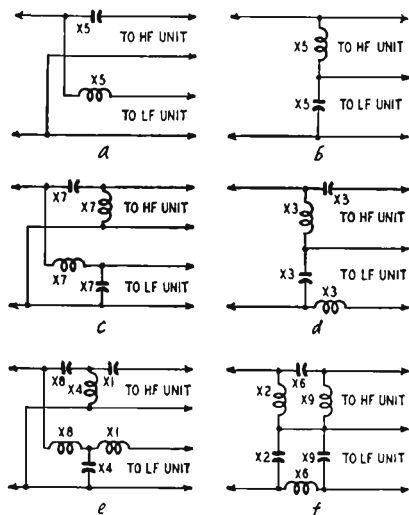 X5
TO HF UNIT
X5
TO LF UNIT
a
X5
TO HF UNIT
X5
TO LF UNIT
b
X7
X7
TO HF UNIT
X7
X7
TO LF UNIT
c
X3
X3
TO HF UNIT
X3
TO LF UNIT
X3
d
X8
X1
X4
TO HF UNIT
X8
X1
X4
TO LF UNIT
e
X6
X2
X9
TO HF UNIT
X2
X9
TO LF UNIT
X6
f